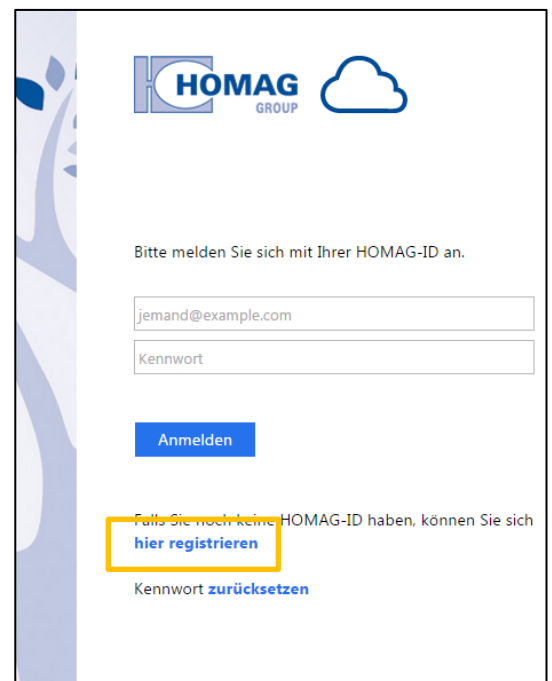 HOMAG
GROUP
Bitte melden Sie sich mit Ihrer HOMAG-ID an.
jemand@example.com
Kennwort
Anmelden
Falls Sie noch keine HOMAG-ID haben, können Sie sich
hier registrieren
Kennwort zurücksetzen